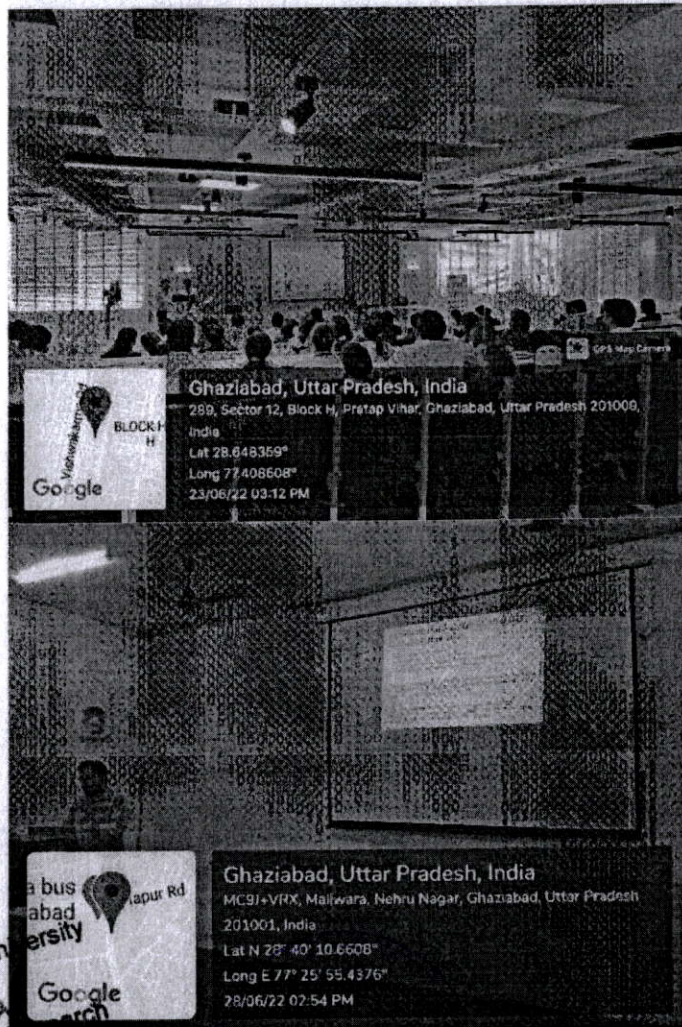 GPS Map Camera
BLOCK H
H
Google
Ghaziabad, Uttar Pradesh, India
289, Sector 12, Block H, Pratap Vihar, Ghaziabad, Uttar Pradesh 201009,
India
Lat 28.648359°
Long 77.408608°
23/06/22 03:12 PM
a bus
abad
apur Rd
ersity
Google
arch
Ghaziabad, Uttar Pradesh, India
MC9J+VRX, Maliwara, Nehru Nagar, Ghaziabad, Uttar Pradesh
201001, India
Lat N 28° 40' 10.6608"
Long E 77° 25' 55.4376"
28/06/22 02:54 PM